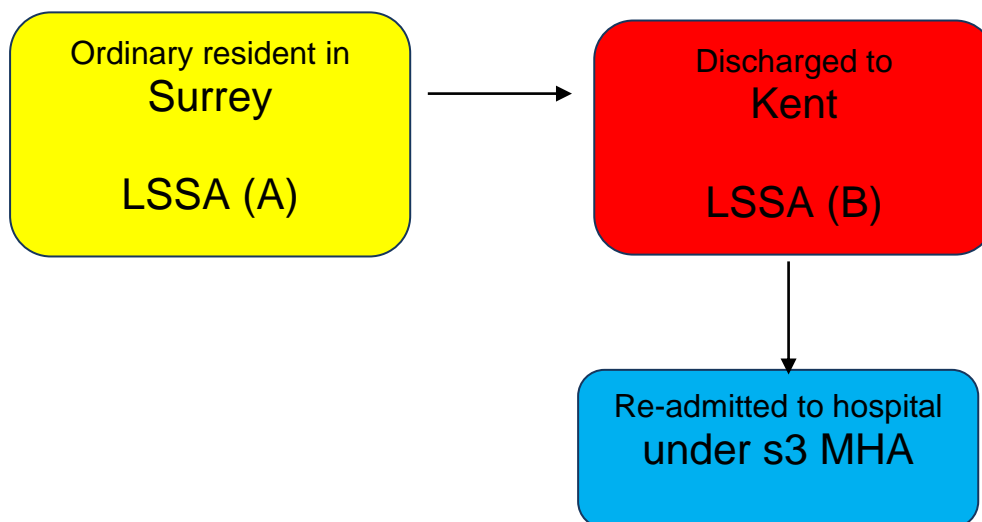 Ordinary resident in
Surrey
LSSA (A)
Discharged to
Kent
LSSA (B)
Re-admitted to hospital
under s3 MHA